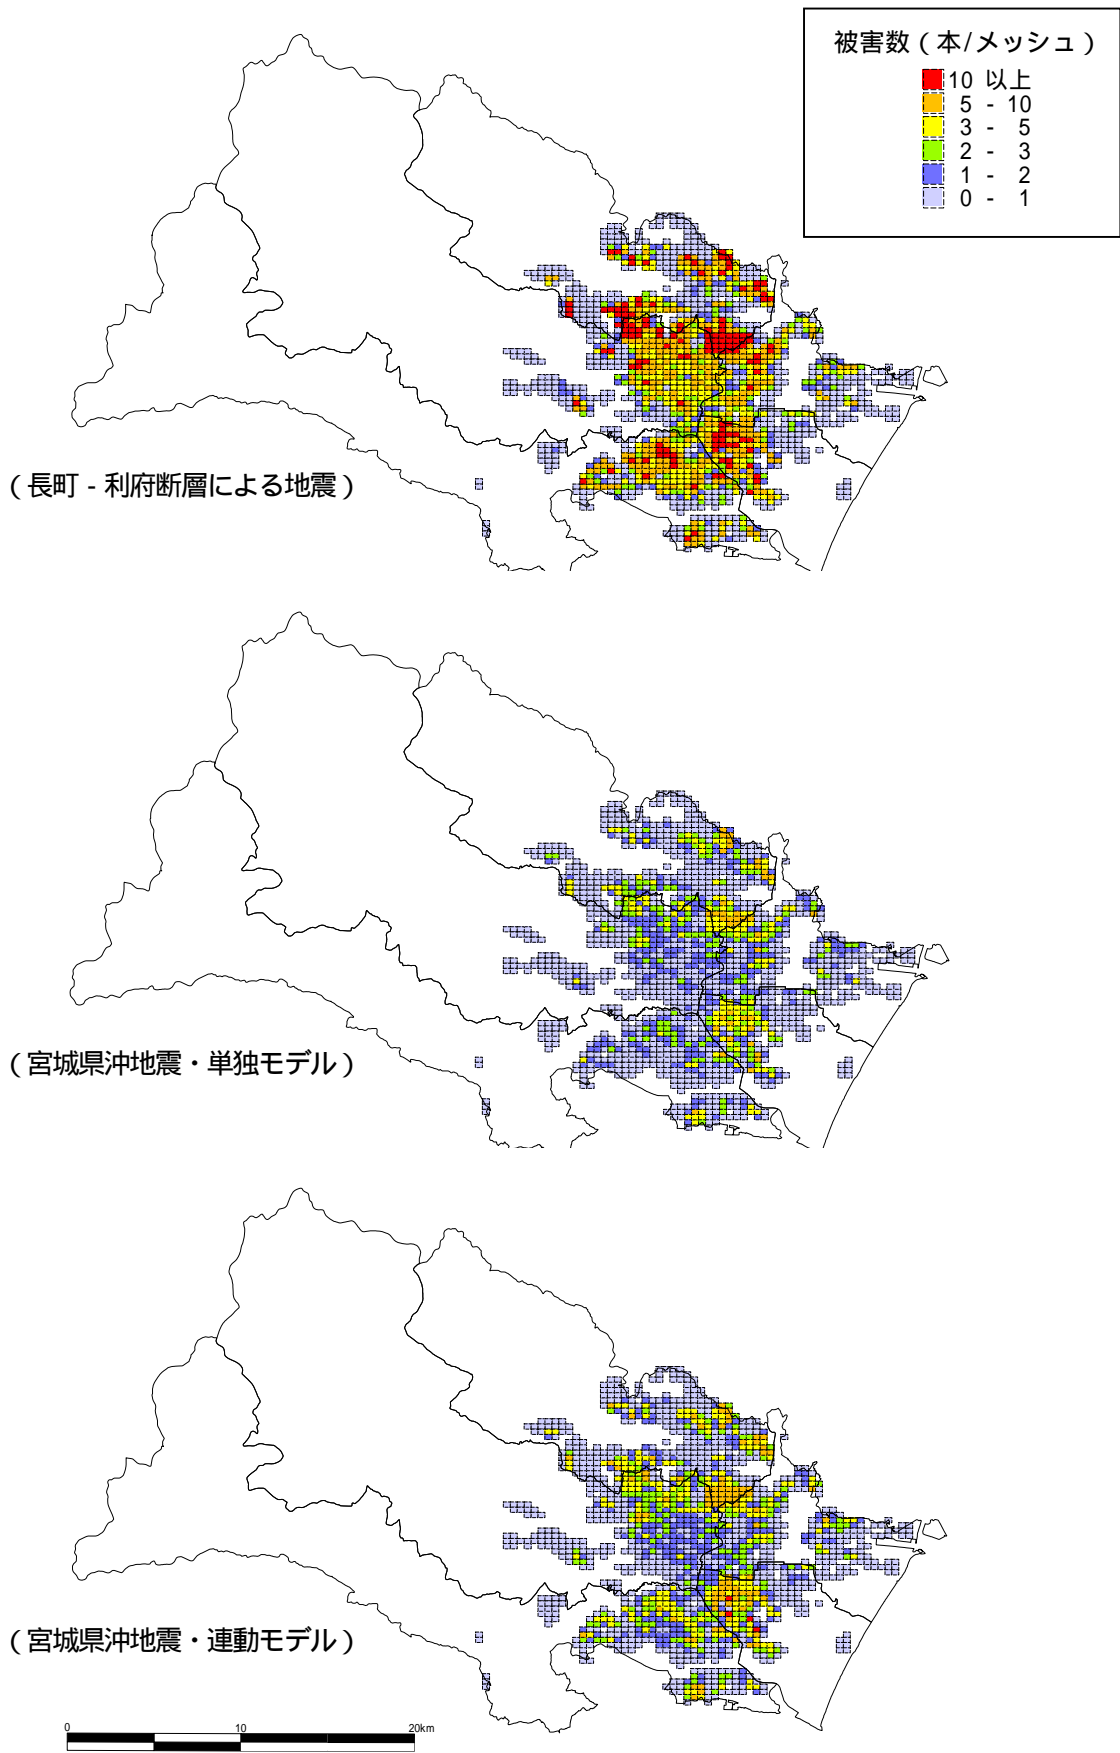 被害数（本/メッシュ）
10 以上
5 - 10
3 - 5
2 - 3
1 - 2
0 - 1
（長町 - 利府断層による地震）
（宮城県沖地震・単独モデル）
（宮城県沖地震・連動モデル）
0 10 20km